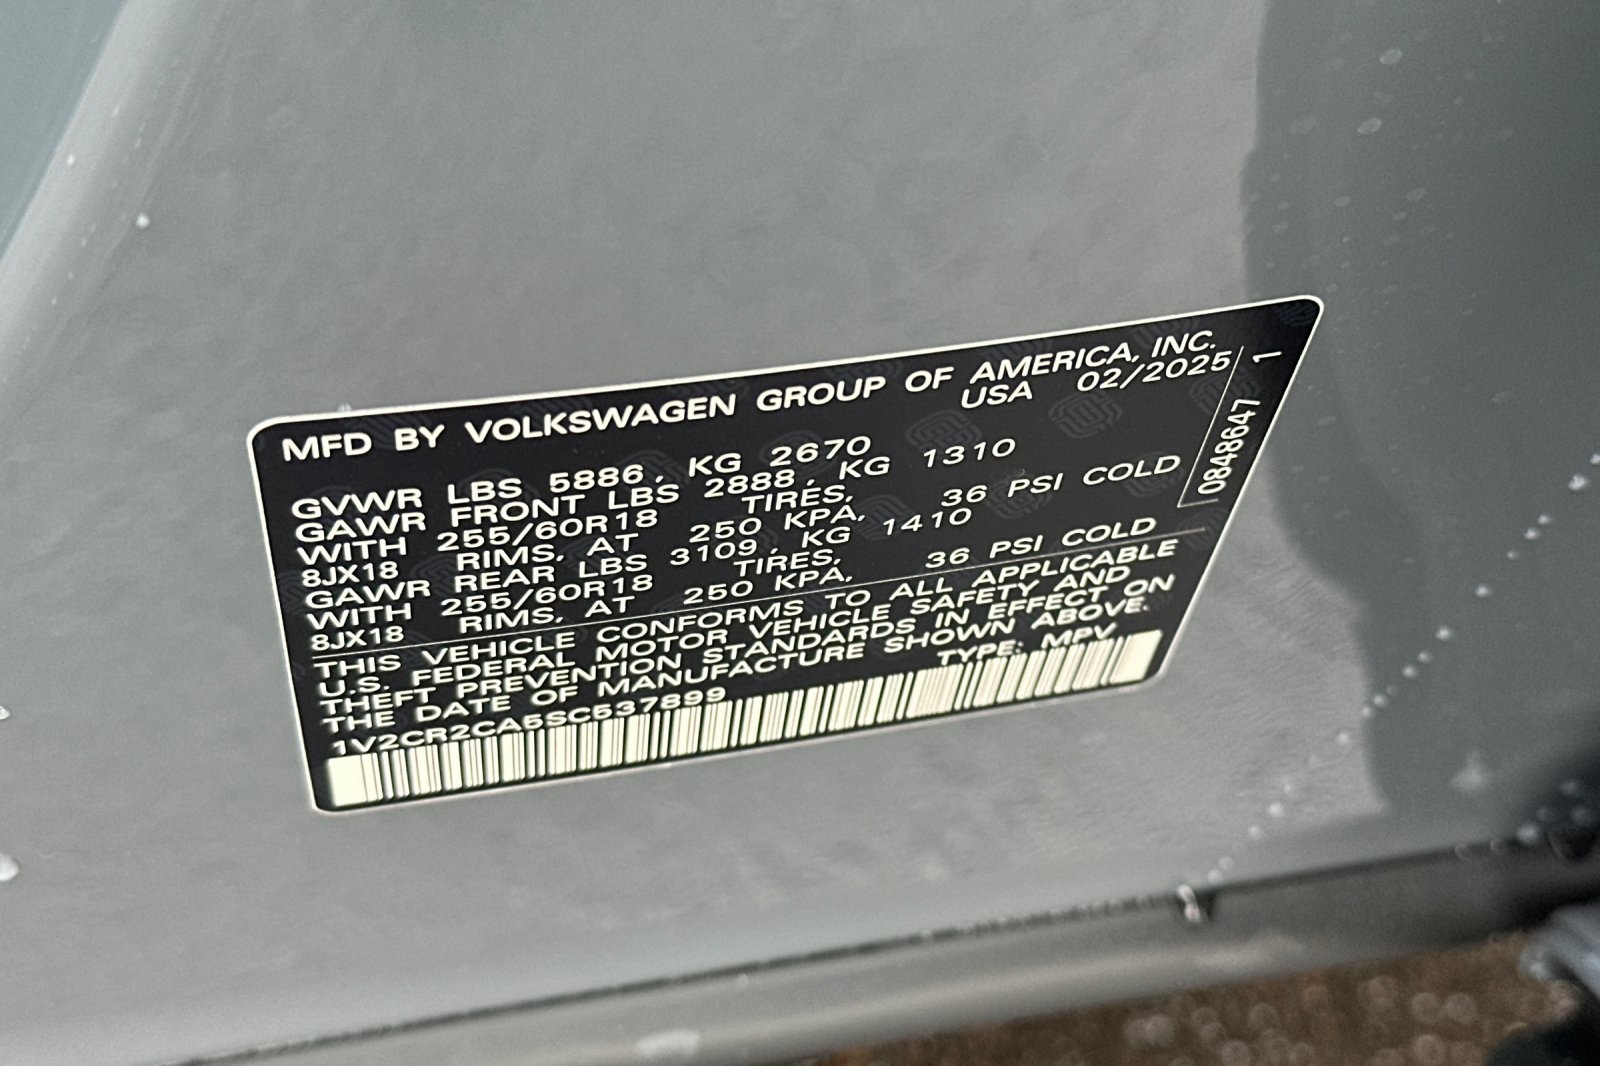 MFD BY VOLKSWAGEN GROUP OF AMERICA, INC.
USA 02/2025
GVWR LBS 5886, KG 2670
GAWR FRONT LBS 2888, KG 1310
WITH 255/60R18 TIRES,
8JX18 RIMS, AT 250 KPA, 36 PSI COLD
GAWR REAR LBS 3109, KG 1410
WITH 255/60R18 TIRES,
8JX18 RIMS, AT 250 KPA, 36 PSI COLD
THIS VEHICLE CONFORMS TO ALL APPLICABLE
U.S. FEDERAL MOTOR VEHICLE SAFETY AND
THEFT PREVENTION STANDARDS IN EFFECT ON
THE DATE OF MANUFACTURE SHOWN ABOVE.
1V2CR2CA5SC537899 TYPE: MPV
0848647 1